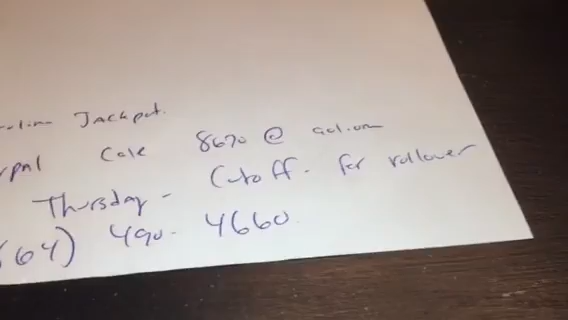 Jackpot.
Cole 8670 @ aol.com
Thursday - Cutoff - for rollover
64) 490-4660